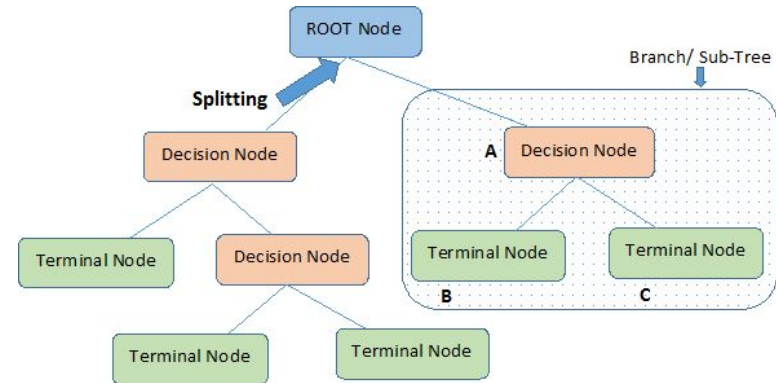 ROOT Node
Branch/ Sub-Tree
Splitting
Decision Node
A
Decision Node
Terminal Node
Decision Node
Terminal Node
Terminal Node
B
C
Terminal Node
Terminal Node